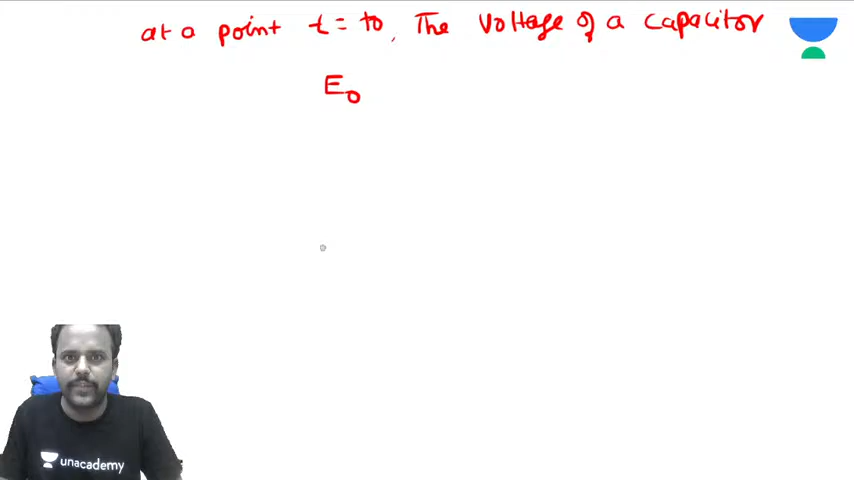 at a point t = to, The voltage of a capacitor
E0
unacademy